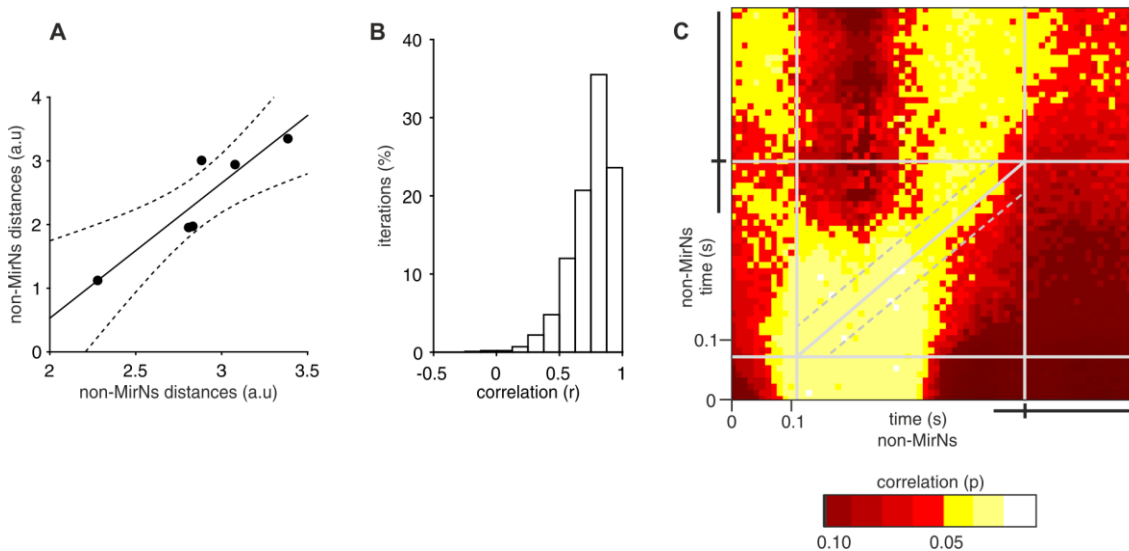 A
non-MirNs distances (a.u)
4
3
2
1
0
2
2.5
3
3.5
non-MirNs distances (a.u)
B
iterations (%)
40
30
20
10
0
-0.5
0
0.5
1
correlation (r)
C
non-MirNs
time (s)
0.1
0
0
0.1
time (s)
non-MirNs
correlation (p)
0.10
0.05